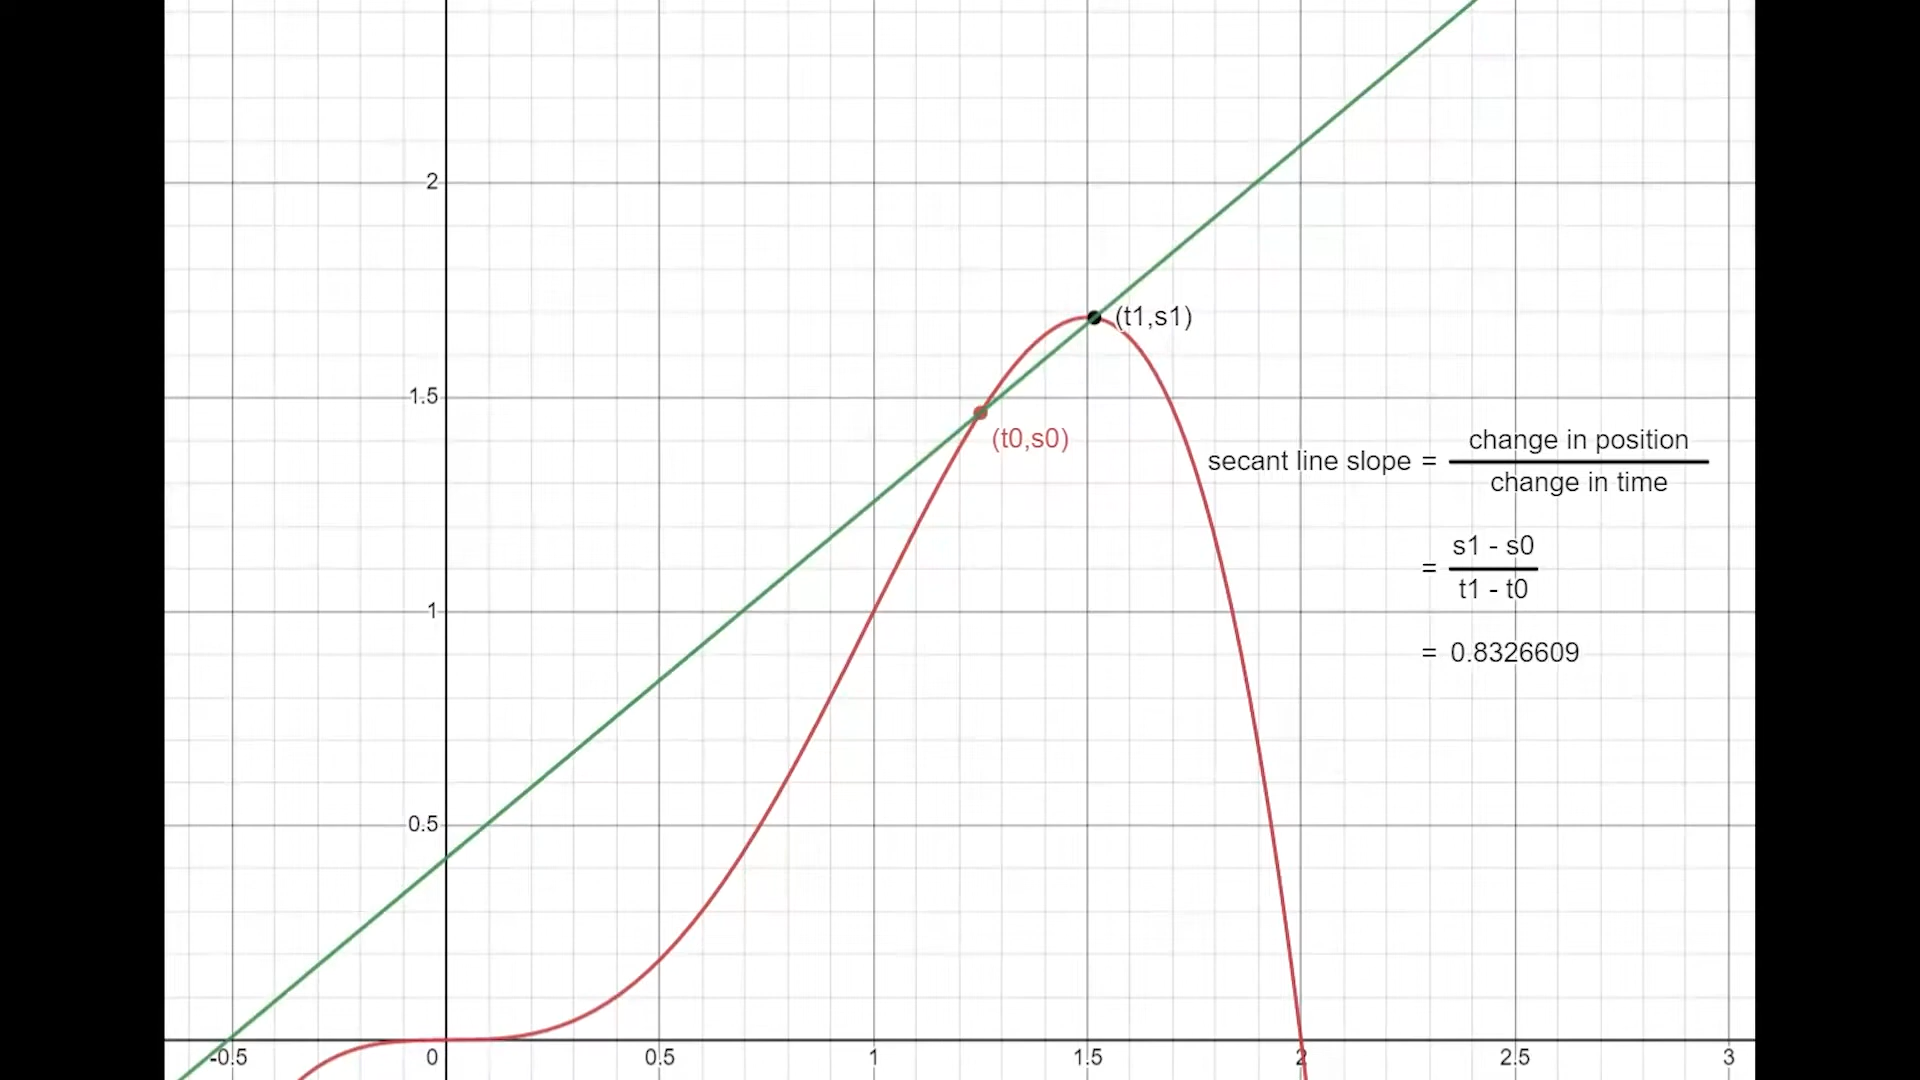 2
(t1,s1)
1.5
(t0,s0)
secant line slope = change in position
change in time
= s1 - s0
t1 - t0
1
= 0.8326609
0.5
-0.5 0 0.5 1 1.5 2 2.5 3